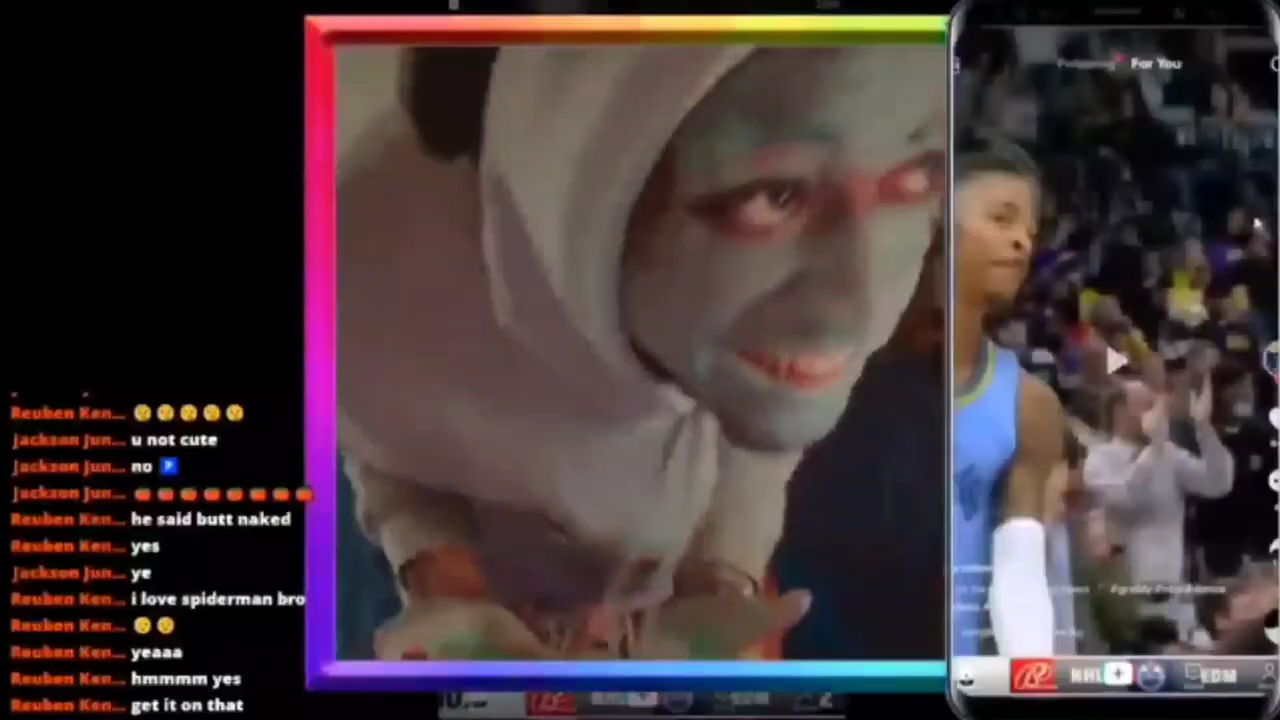 Reuben Ken... 😯😯😯😯😯
Jackson Jun... u not cute
Jackson Jun... no 🅿️
Jackson Jun... 🍅🍅🍅🍅🍅🍅🍅🍅
Reuben Ken... he said butt naked
Reuben Ken... yes
Jackson Jun... ye
Reuben Ken... i love spiderman bro
Reuben Ken... 😯😯
Reuben Ken... yeaaa
Reuben Ken... hmmmm yes
Reuben Ken... get it on that
Following For You
NHL EDM